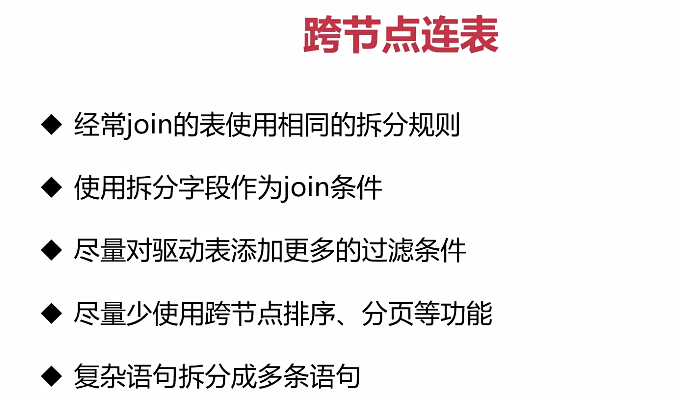 跨节点连表
◆ 经常join的表使用相同的拆分规则
◆ 使用拆分字段作为join条件
◆ 尽量对驱动表添加更多的过滤条件
◆ 尽量少使用跨节点排序、分页等功能
◆ 复杂语句拆分成多条语句